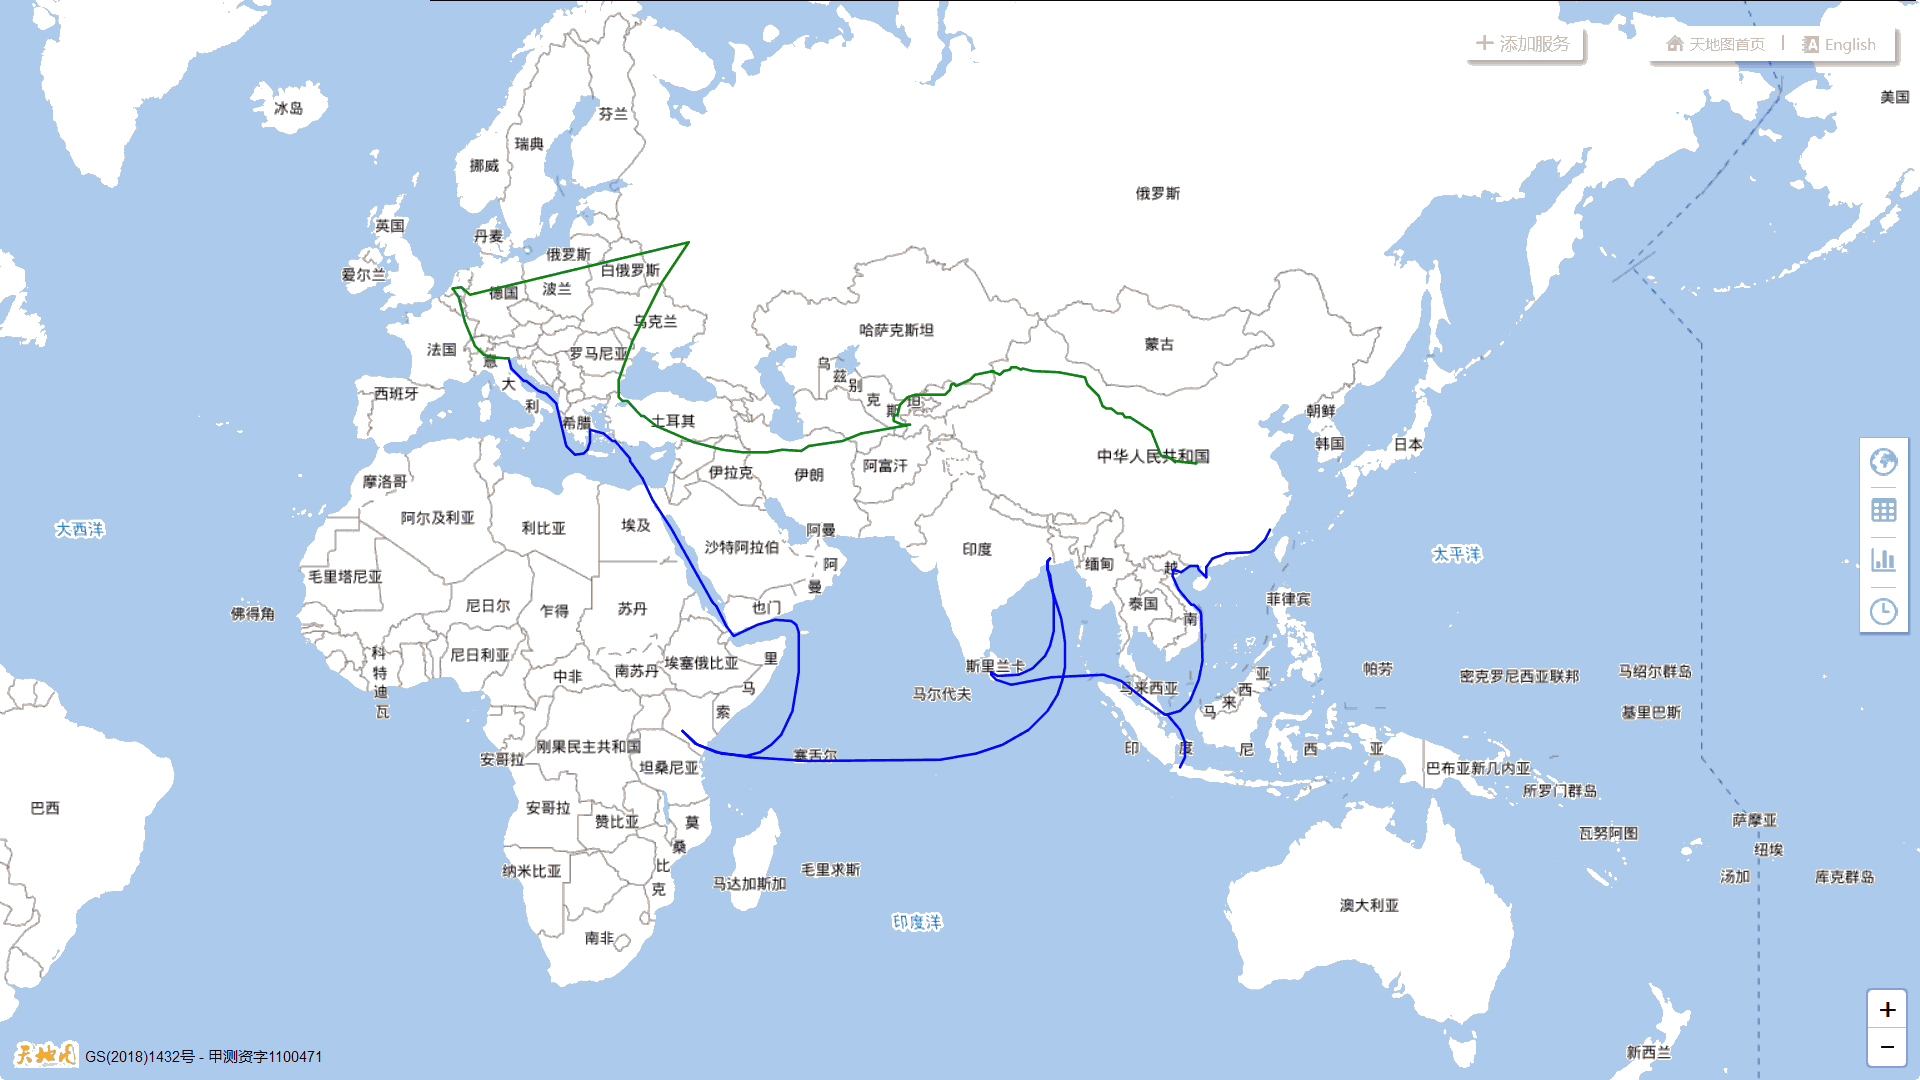 添加服务
天地图首页
English
美国
冰岛
芬兰
瑞典
挪威
俄罗斯
英国
丹麦
俄罗斯
白俄罗斯
爱尔兰
德国
波兰
乌克兰
哈萨克斯坦
蒙古
法国
意大利
罗马尼亚
乌兹别克斯坦
西班牙
希腊
土耳其
朝鲜
韩国
日本
中华人民共和国
伊拉克
伊朗
阿富汗
摩洛哥
阿尔及利亚
利比亚
埃及
沙特阿拉伯
阿曼
阿曼
印度
缅甸
越南
大西洋
太平洋
毛里塔尼亚
尼日尔
乍得
苏丹
也门
泰国
菲律宾
佛得角
科特迪瓦
尼日利亚
中非
南苏丹
埃塞俄比亚
索马里
斯里兰卡
马尔代夫
马来西亚
马来西亚
帕劳
密克罗尼西亚联邦
马绍尔群岛
基里巴斯
安哥拉
刚果民主共和国
坦桑尼亚
塞舌尔
印度尼西亚
巴布亚新几内亚
所罗门群岛
巴西
安哥拉
赞比亚
莫桑比克
瓦努阿图
萨摩亚
纽埃
汤加
库克群岛
纳米比亚
马达加斯加
毛里求斯
澳大利亚
印度洋
南非
新西兰
天地图
GS(2018)1432号 - 甲测资字1100471
+
−